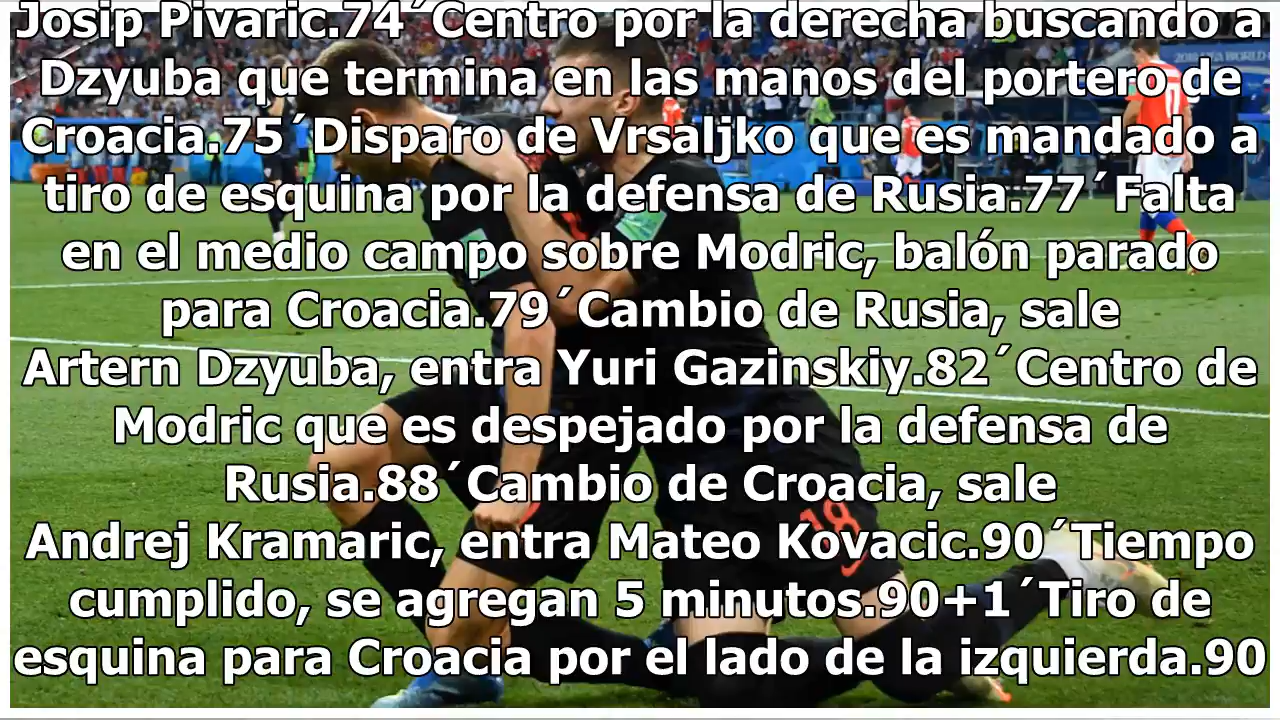 Josip Pivaric.74´Centro por la derecha buscando a
Dzyuba que termina en las manos del portero de
Croacia.75´Disparo de Vrsaljko que es mandado a
tiro de esquina por la defensa de Rusia.77´Falta
en el medio campo sobre Modric, balón parado
para Croacia.79´Cambio de Rusia, sale
Artern Dzyuba, entra Yuri Gazinskiy.82´Centro de
Modric que es despejado por la defensa de
Rusia.88´Cambio de Croacia, sale
Andrej Kramaric, entra Mateo Kovacic.90´Tiempo
cumplido, se agregan 5 minutos.90+1´Tiro de
esquina para Croacia por el lado de la izquierda.90
18
11